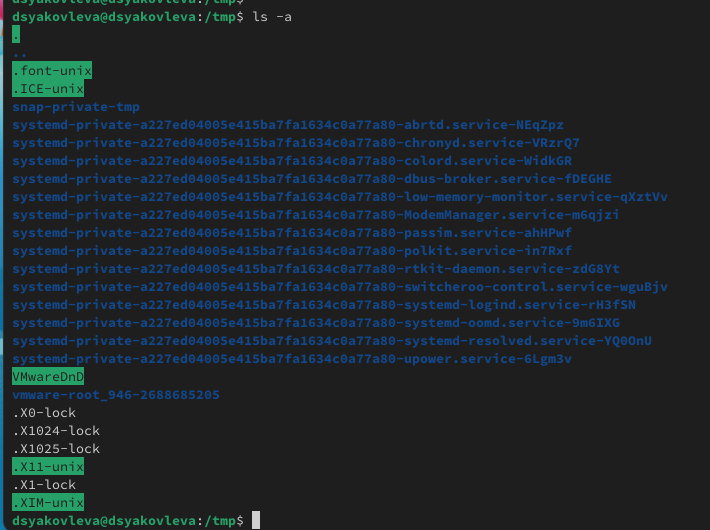 dsyakovleva@dsyakovleva:/tmp$
dsyakovleva@dsyakovleva:/tmp$ ls -a
.
..
.font-unix
.ICE-unix
snap-private-tmp
systemd-private-a227ed04005e415ba7fa1634c0a77a80-abrtd.service-NEqZpz
systemd-private-a227ed04005e415ba7fa1634c0a77a80-chronyd.service-VRzrQ7
systemd-private-a227ed04005e415ba7fa1634c0a77a80-colord.service-WidkGR
systemd-private-a227ed04005e415ba7fa1634c0a77a80-dbus-broker.service-fDEGHE
systemd-private-a227ed04005e415ba7fa1634c0a77a80-low-memory-monitor.service-qXztVv
systemd-private-a227ed04005e415ba7fa1634c0a77a80-ModemManager.service-m6qjzi
systemd-private-a227ed04005e415ba7fa1634c0a77a80-passim.service-ahHPwf
systemd-private-a227ed04005e415ba7fa1634c0a77a80-polkit.service-in7Rxf
systemd-private-a227ed04005e415ba7fa1634c0a77a80-rtkit-daemon.service-zdG8Yt
systemd-private-a227ed04005e415ba7fa1634c0a77a80-switcheroo-control.service-wguBjv
systemd-private-a227ed04005e415ba7fa1634c0a77a80-systemd-logind.service-rH3fSN
systemd-private-a227ed04005e415ba7fa1634c0a77a80-systemd-oomd.service-9m6IXG
systemd-private-a227ed04005e415ba7fa1634c0a77a80-systemd-resolved.service-YQ0OnU
systemd-private-a227ed04005e415ba7fa1634c0a77a80-upower.service-6Lgm3v
VMwareDnD
vmware-root_946-2688685205
.X0-lock
.X1024-lock
.X1025-lock
.X11-unix
.X1-lock
.XIM-unix
dsyakovleva@dsyakovleva:/tmp$